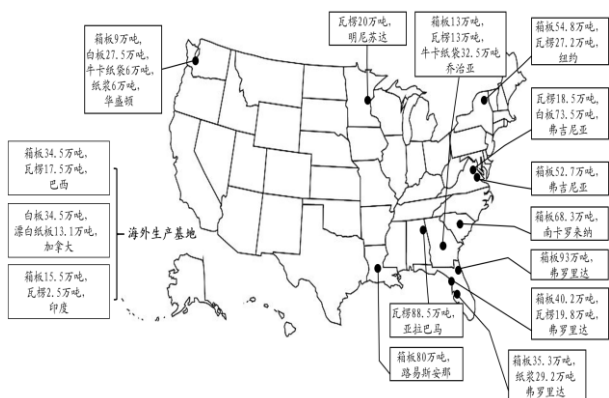 箱板9万吨，
白板27.5万吨，
牛卡纸袋6万吨，
纸浆6万吨，
华盛顿
瓦楞20万吨，
明尼苏达
箱板13万吨，
瓦楞13万吨，
牛卡纸袋32.5万吨
乔治亚
箱板54.8万吨，
瓦楞27.2万吨，
纽约
瓦楞18.5万吨，
白板73.5万吨，
弗吉尼亚
箱板52.7万吨，
弗吉尼亚
箱板68.3万吨，
南卡罗来纳
箱板93万吨，
弗罗里达
箱板40.2万吨，
瓦楞19.8万吨，
弗罗里达
箱板35.3万吨，
纸浆29.2万吨
弗罗里达
瓦楞88.5万吨，
亚拉巴马
箱板80万吨，
路易斯安那
箱板34.5万吨，
瓦楞17.5万吨，
巴西
白板34.5万吨，
漂白纸板13.1万吨，
加拿大
箱板15.5万吨，
瓦楞2.5万吨，
印度
海外生产基地